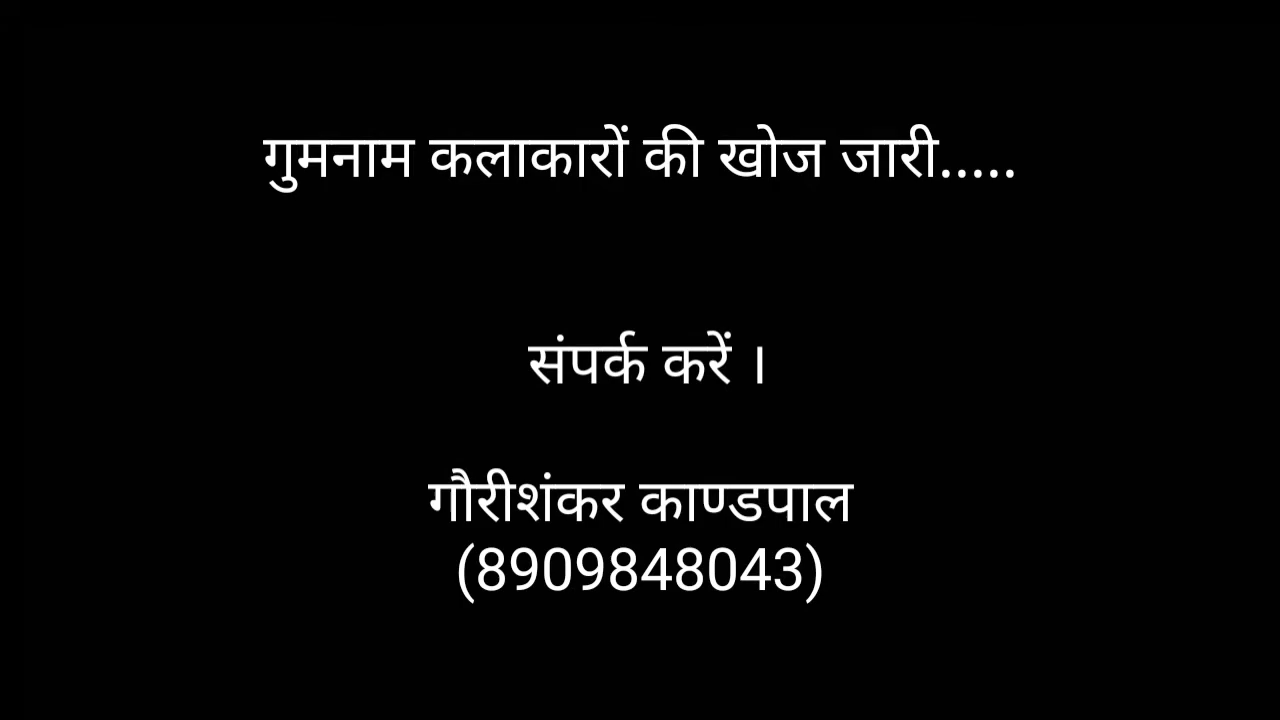 गुमनाम कलाकारों की खोज जारी.....
संपर्क करें ।
गौरीशंकर काण्डपाल
(8909848043)